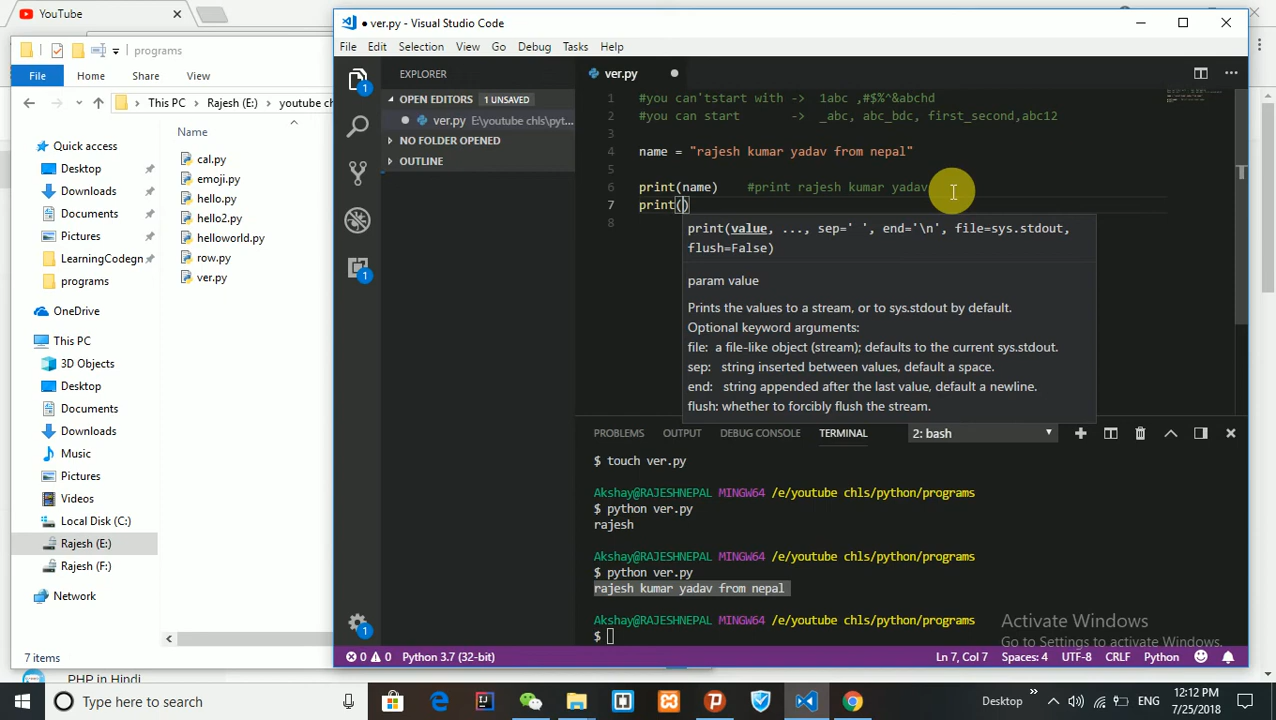 YouTube
programs
File Home Share View
This PC Rajesh (E:) youtube ch
Name
Quick access
Desktop
Downloads
Documents
Pictures
LearningCodegn
programs
OneDrive
This PC
3D Objects
Desktop
Documents
Downloads
Music
Pictures
Videos
Local Disk (C:)
Rajesh (E:)
Rajesh (F:)
Network
cal.py
emoji.py
hello.py
hello2.py
helloworld.py
row.py
ver.py
7 items
PHP in Hindi
● ver.py - Visual Studio Code
File Edit Selection View Go Debug Tasks Help
EXPLORER
OPEN EDITORS 1 UNSAVED
ver.py E:\youtube chls\pyt...
NO FOLDER OPENED
OUTLINE
1
1
1
ver.py
1 #you can'tstart with -> 1abc ,#$%^&abchd
2 #you can start -> _abc, abc_bdc, first_second,abc12
3
4 name = "rajesh kumar yadav from nepal"
5
6 print(name) #print rajesh kumar yadav
7 print()
8
print(value, ..., sep=' ', end='\n', file=sys.stdout,
flush=False)
param value
Prints the values to a stream, or to sys.stdout by default.
Optional keyword arguments:
file: a file-like object (stream); defaults to the current sys.stdout.
sep: string inserted between values, default a space.
end: string appended after the last value, default a newline.
flush: whether to forcibly flush the stream.
PROBLEMS OUTPUT DEBUG CONSOLE TERMINAL 2: bash
$ touch ver.py
Akshay@RAJESHNEPAL MINGW64 /e/youtube chls/python/programs
$ python ver.py
rajesh
Akshay@RAJESHNEPAL MINGW64 /e/youtube chls/python/programs
$ python ver.py
rajesh kumar yadav from nepal
Akshay@RAJESHNEPAL MINGW64 /e/youtube chls/python/programs
$
Activate Windows
Go to Settings to activate Windows.
0 0 Python 3.7 (32-bit) Ln 7, Col 7 Spaces: 4 UTF-8 CRLF Python
Type here to search
Desktop » ENG 12:12 PM
7/25/2018